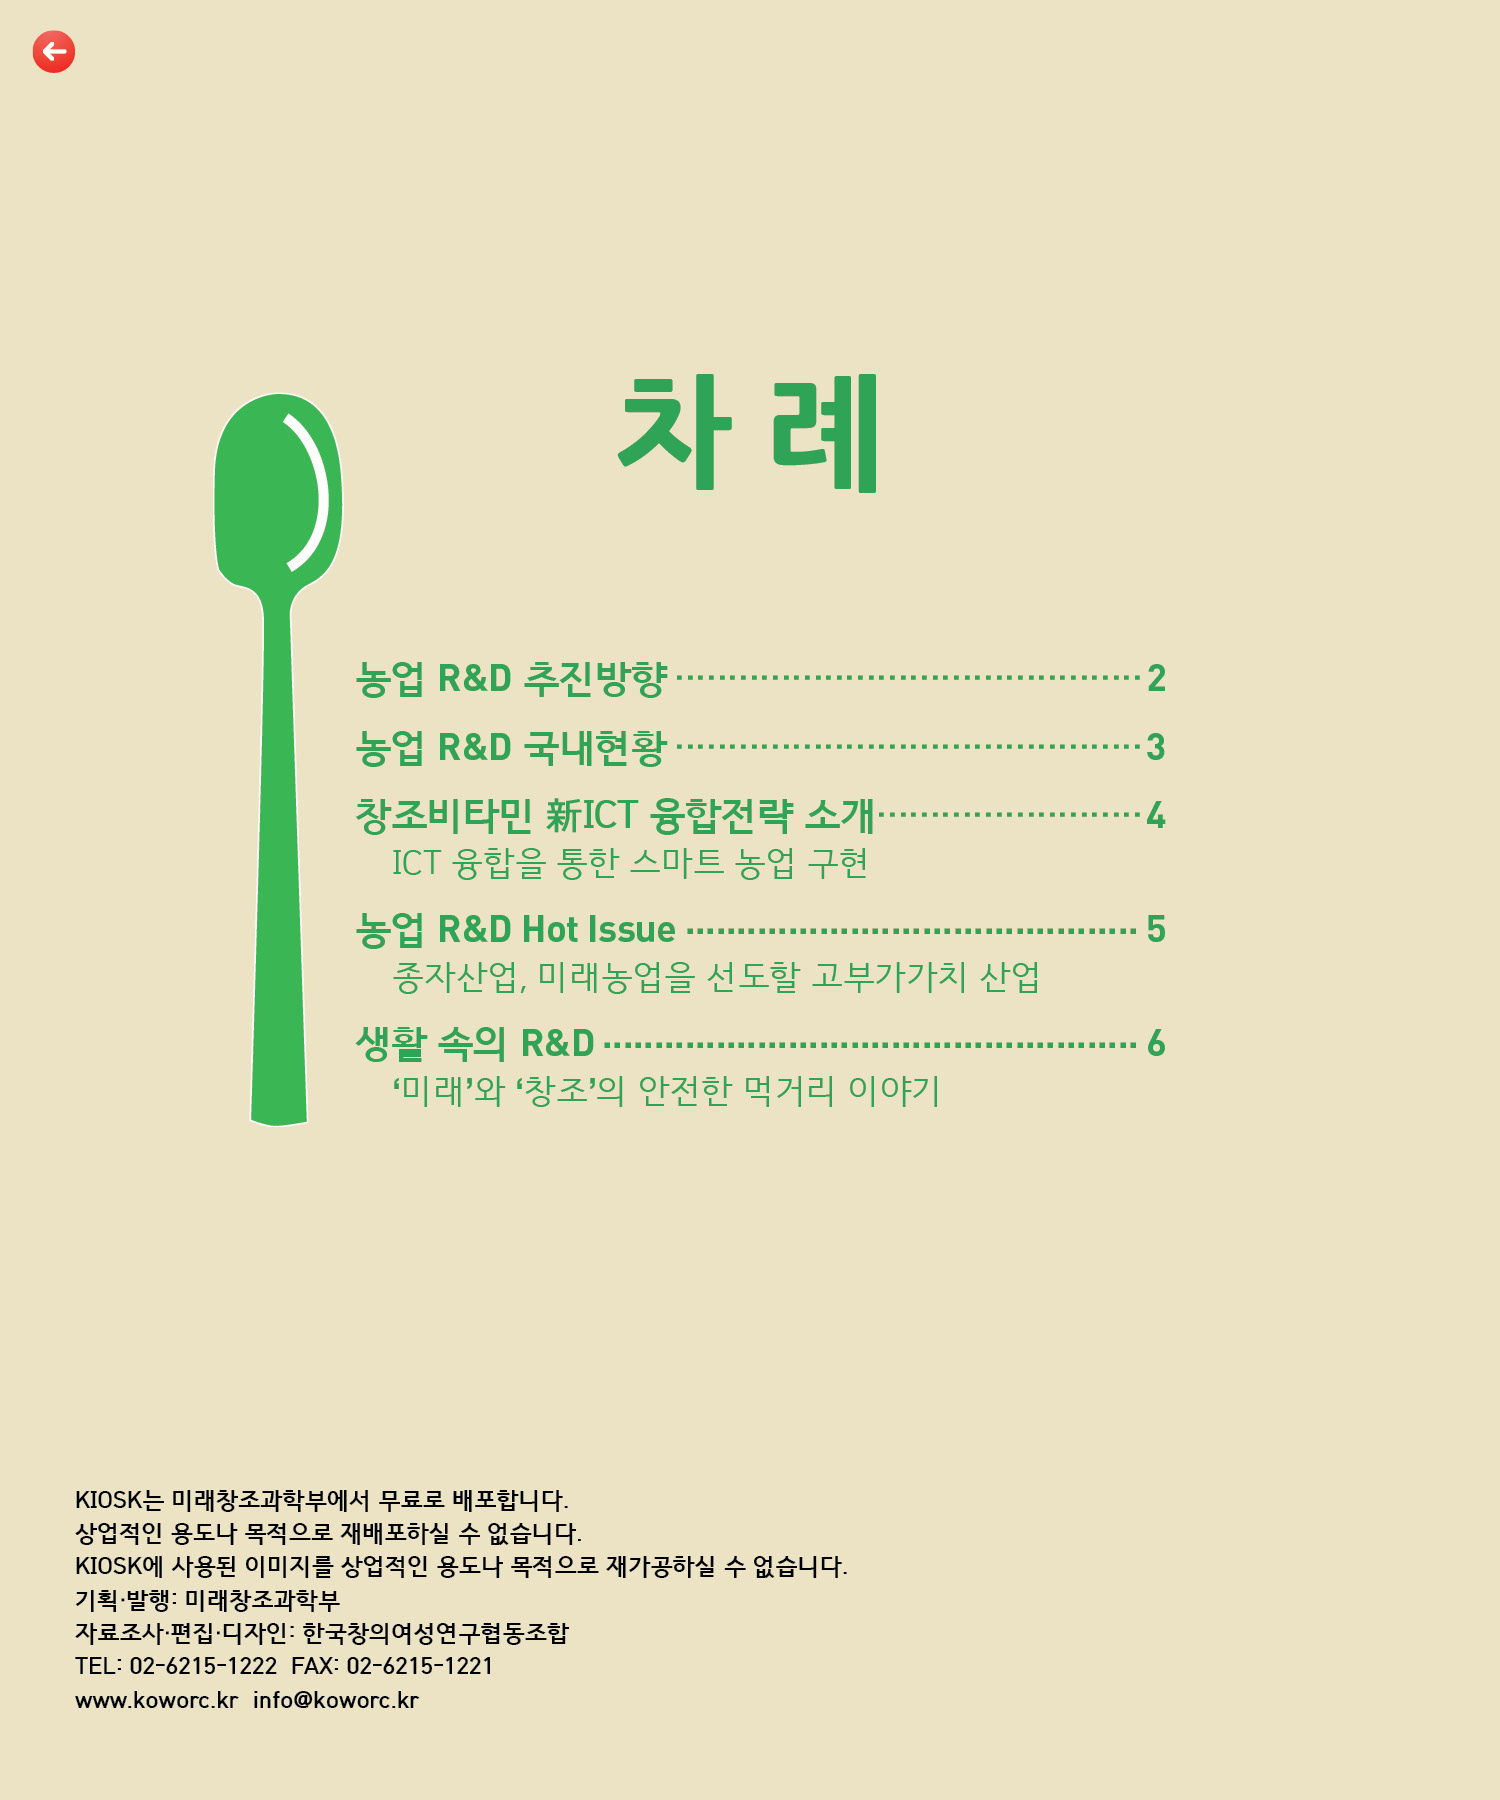 차 례
농업 R&D 추진방향 2
농업 R&D 국내현황 3
창조비타민 新ICT 융합전략 소개 4
ICT 융합을 통한 스마트 농업 구현
농업 R&D Hot Issue 5
종자산업, 미래농업을 선도할 고부가가치 산업
생활 속의 R&D 6
‘미래’와 ‘창조’의 안전한 먹거리 이야기
KIOSK는 미래창조과학부에서 무료로 배포합니다.
상업적인 용도나 목적으로 재배포하실 수 없습니다.
KIOSK에 사용된 이미지를 상업적인 용도나 목적으로 재가공하실 수 없습니다.
기획·발행: 미래창조과학부
자료조사·편집·디자인: 한국창의여성연구협동조합
TEL: 02-6215-1222 FAX: 02-6215-1221
www.koworc.kr info@koworc.kr